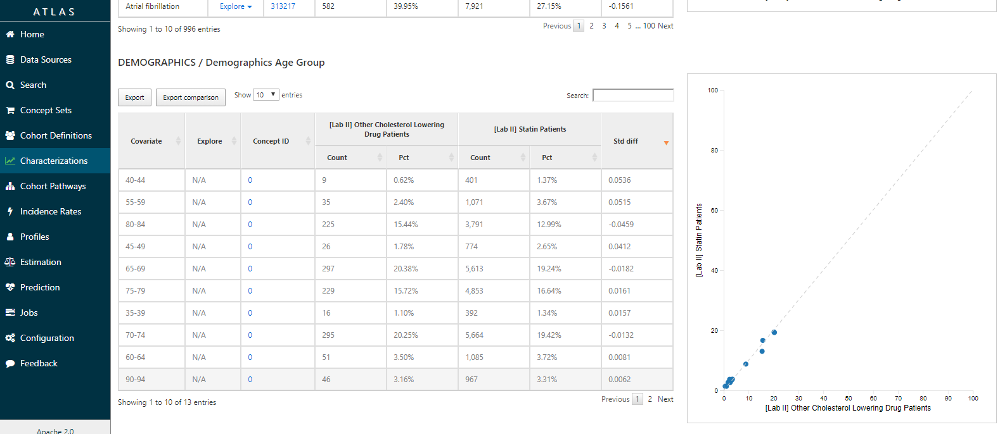 ATLAS
Home
Data Sources
Search
Concept Sets
Cohort Definitions
Characterizations
Cohort Pathways
Incidence Rates
Profiles
Estimation
Prediction
Jobs
Configuration
Feedback
Apache 2.0
Atrial fibrillation Explore 313217 582 39.95% 7,921 27.15% -0.1561
Showing 1 to 10 of 996 entries
Previous 1 2 3 4 5 ... 100 Next
DEMOGRAPHICS / Demographics Age Group
Export Export comparison Show 10 entries
Search:
Covariate Explore Concept ID [Lab II] Other Cholesterol Lowering Drug Patients [Lab II] Statin Patients Std diff
Count Pct Count Pct
40-44 N/A 0 9 0.62% 401 1.37% 0.0536
55-59 N/A 0 35 2.40% 1,071 3.67% 0.0515
80-84 N/A 0 225 15.44% 3,791 12.99% -0.0459
45-49 N/A 0 26 1.78% 774 2.65% 0.0412
65-69 N/A 0 297 20.38% 5,613 19.24% -0.0182
75-79 N/A 0 229 15.72% 4,853 16.64% 0.0161
35-39 N/A 0 16 1.10% 392 1.34% 0.0157
70-74 N/A 0 295 20.25% 5,664 19.42% -0.0132
60-64 N/A 0 51 3.50% 1,085 3.72% 0.0081
90-94 N/A 0 46 3.16% 967 3.31% 0.0062
Showing 1 to 10 of 13 entries
Previous 1 2 Next
[Lab II] Statin Patients
100
80
60
40
20
0
0 10 20 30 40 50 60 70 80 90 100
[Lab II] Other Cholesterol Lowering Drug Patients